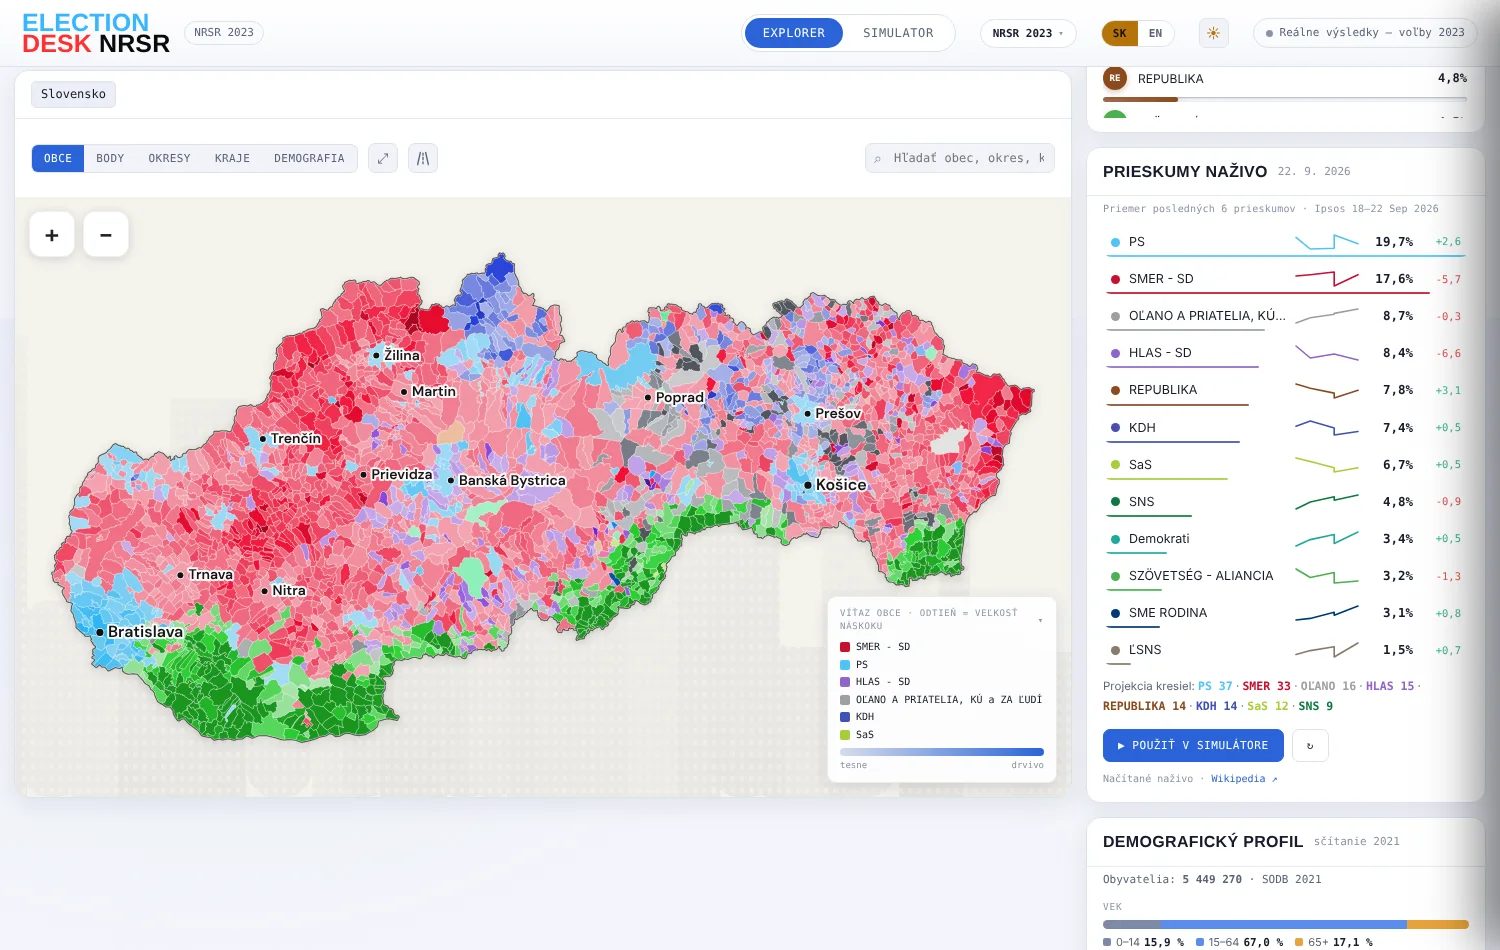 ELECTION
DESK NRSR
NRSR 2023
EXPLORER
SIMULATOR
NRSR 2023
SK
EN
Reálne výsledky — voľby 2023
Slovensko
OBCE
BODY
OKRESY
KRAJE
DEMOGRAFIA
Hľadať obec, okres, k
+
−
Žilina
Martin
Poprad
Prešov
Trenčín
Prievidza
Banská Bystrica
Košice
Trnava
Nitra
Bratislava
VÍŤAZ OBCE · ODTIEŇ = VEĽKOSŤ
NÁSKOKU
SMER - SD
PS
HLAS - SD
OĽANO A PRIATELIA, KÚ a ZA ĽUDÍ
KDH
SaS
tesne
drvivo
RE REPUBLIKA 4,8%
PRIESKUMY NAŽIVO 22. 9. 2026
Priemer posledných 6 prieskumov · Ipsos 18–22 Sep 2026
PS 19,7% +2,6
SMER - SD 17,6% -5,7
OĽANO A PRIATELIA, KÚ... 8,7% -0,3
HLAS - SD 8,4% -6,6
REPUBLIKA 7,8% +3,1
KDH 7,4% +0,5
SaS 6,7% +0,5
SNS 4,8% -0,9
Demokrati 3,4% +0,5
SZÖVETSÉG - ALIANCIA 3,2% -1,3
SME RODINA 3,1% +0,8
ĽSNS 1,5% +0,7
Projekcia kresiel: PS 37 · SMER 33 · OĽANO 16 · HLAS 15 ·
REPUBLIKA 14 · KDH 14 · SaS 12 · SNS 9
▶ POUŽIŤ V SIMULÁTORE
↻
Načítané naživo · Wikipedia ↗
DEMOGRAFICKÝ PROFIL sčítanie 2021
Obyvatelia: 5 449 270 · SODB 2021
VEK
0–14 15,9 % 15–64 67,0 % 65+ 17,1 %